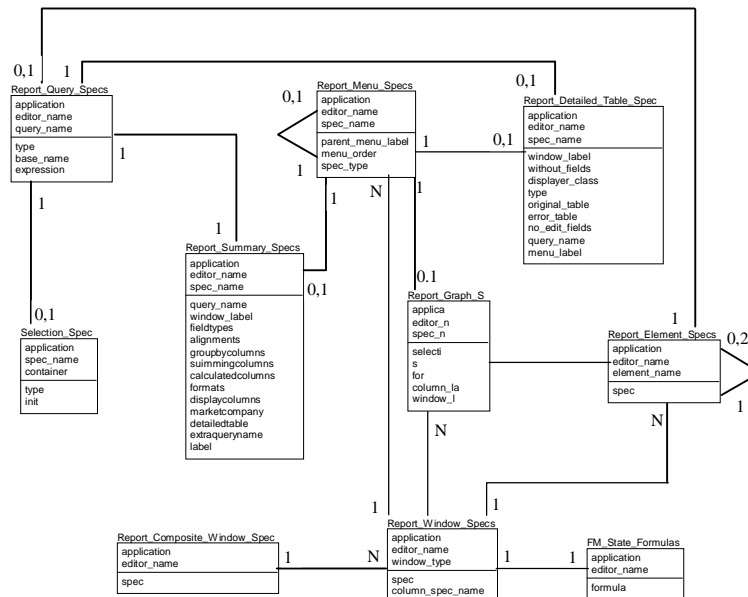 0,1
1
Report_Query_Specs
application
editor_name
query_name
type
base_name
expression
1
1
0,1
Report_Menu_Specs
application
editor_name
spec_name
parent_menu_label
menu_order
spec_type
1
1
N
1
1
0,1
0,1
Report_Detailed_Table_Spec
application
editor_name
spec_name
window_label
without_fields
displayer_class
type
original_table
error_table
no_edit_fields
query_name
menu_label
1
Report_Summary_Specs
application
editor_name
spec_name
query_name
window_label
fieldtypes
alignments
groupbycolumns
suimmingcolumns
calculatedcolumns
formats
displaycolumns
marketcompany
detailedtable
extraqueryname
label
0,1
0,1
Selection_Spec
application
spec_name
container
type
init
0.1
Report_Graph_S
applica
editor_n
spec_n
selecti
s
for
column_la
window_l
N
1
0,2
Report_Element_Specs
application
editor_name
element_name
spec
N
1
1
1
Report_Window_Specs
application
editor_name
window_type
spec
column_spec_name
Report_Composite_Window_Spec
application
editor_name
spec
1
N
1
1
FM_State_Formulas
application
editor_name
formula